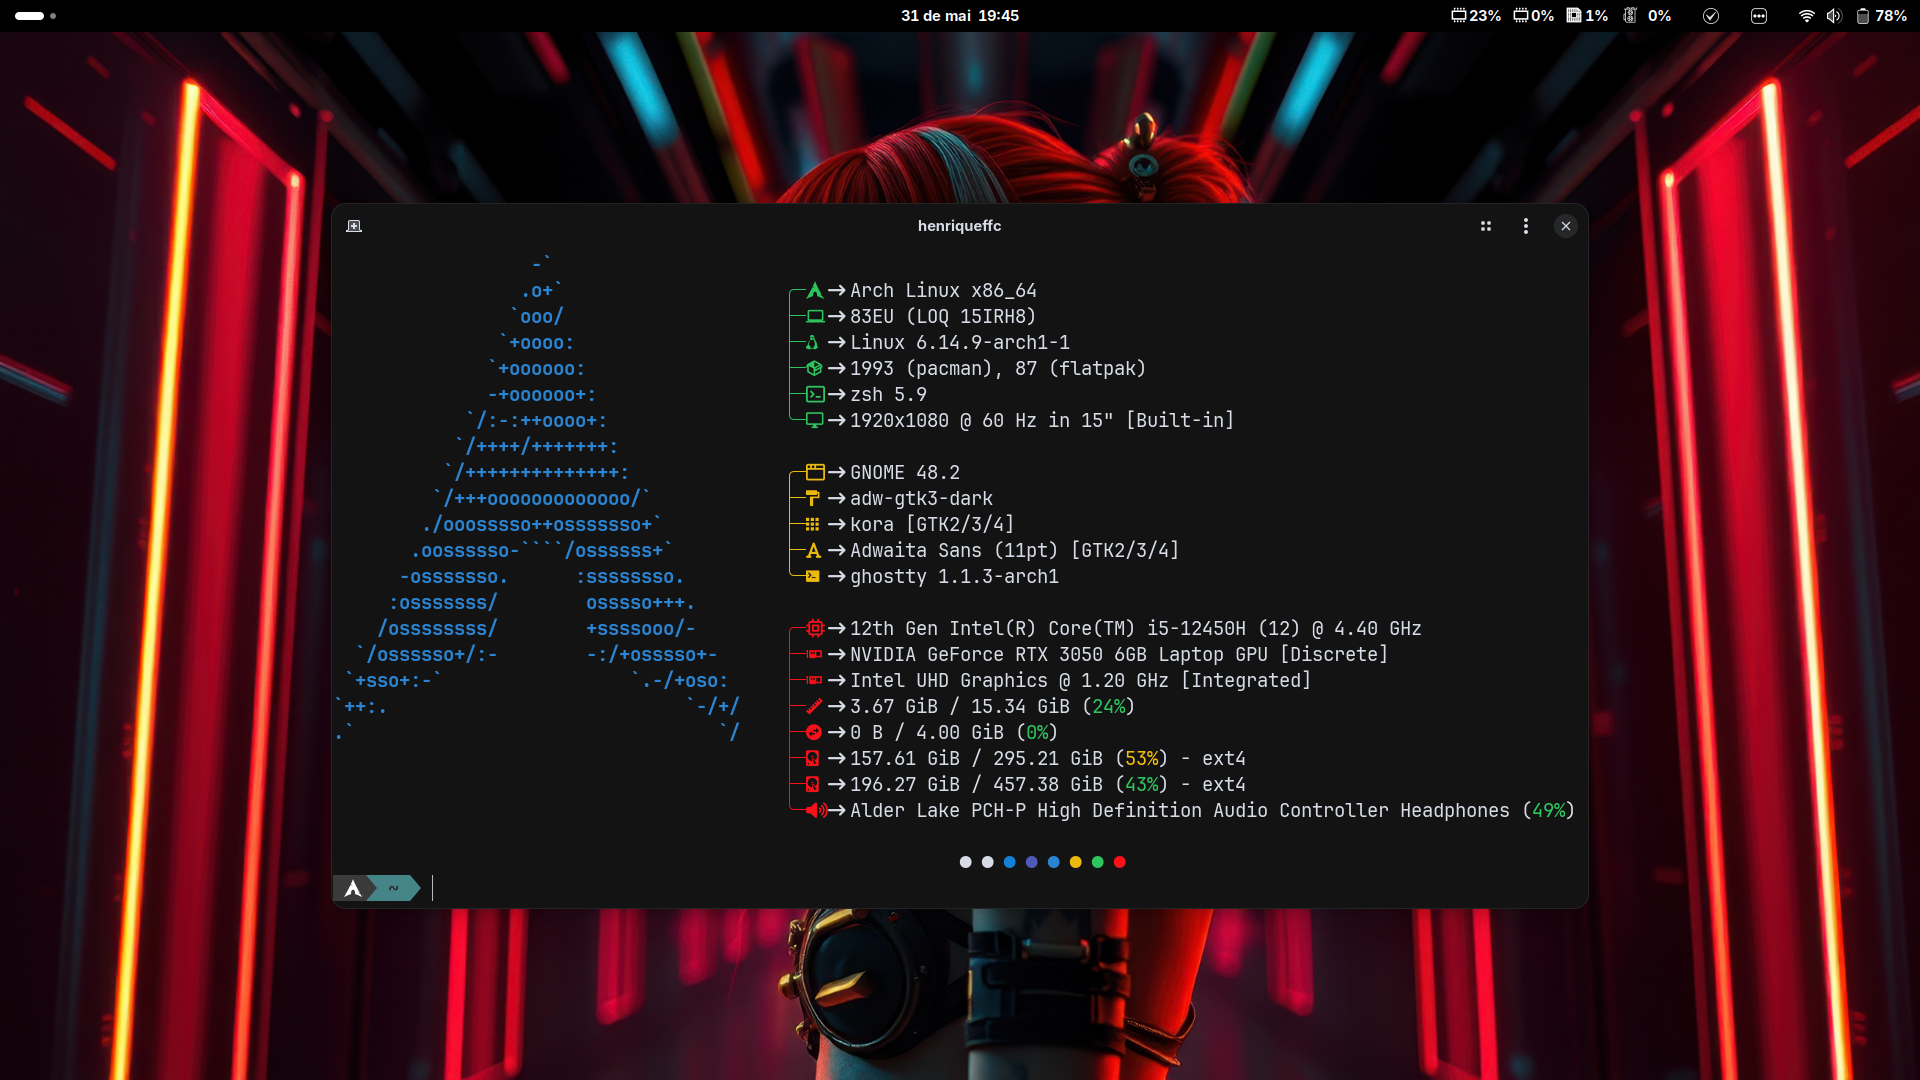 31 de mai 19:45
23% 0% 1% 0% 78%
henriqueffc
                  -`
                 .o+`
                `ooo/
               `+oooo:
              `+oooooo:
              -+oooooo+:
            `/:-:++oooo+:
           `/++++/+++++++:
          `/++++++++++++++:
         `/+++ooooooooooooo/`
        ./ooosssso++osssssso+`
       .oossssso-````/ossssss+`
      -osssssso.      :ssssssso.
     :osssssss/        osssso+++.
    /ossssssss/        +ssssooo/-
  `/ossssso+/:-        -:/+osssso+-
 `+sso+:-`                 `.-/+oso:
`++:.                           `-/+/
.`                                 `/
Arch Linux x86_64
83EU (LOQ 15IRH8)
Linux 6.14.9-arch1-1
1993 (pacman), 87 (flatpak)
zsh 5.9
1920x1080 @ 60 Hz in 15" [Built-in]
GNOME 48.2
adw-gtk3-dark
kora [GTK2/3/4]
Adwaita Sans (11pt) [GTK2/3/4]
ghostty 1.1.3-arch1
12th Gen Intel(R) Core(TM) i5-12450H (12) @ 4.40 GHz
NVIDIA GeForce RTX 3050 6GB Laptop GPU [Discrete]
Intel UHD Graphics @ 1.20 GHz [Integrated]
3.67 GiB / 15.34 GiB (24%)
0 B / 4.00 GiB (0%)
157.61 GiB / 295.21 GiB (53%) - ext4
196.27 GiB / 457.38 GiB (43%) - ext4
Alder Lake PCH-P High Definition Audio Controller Headphones (49%)
~